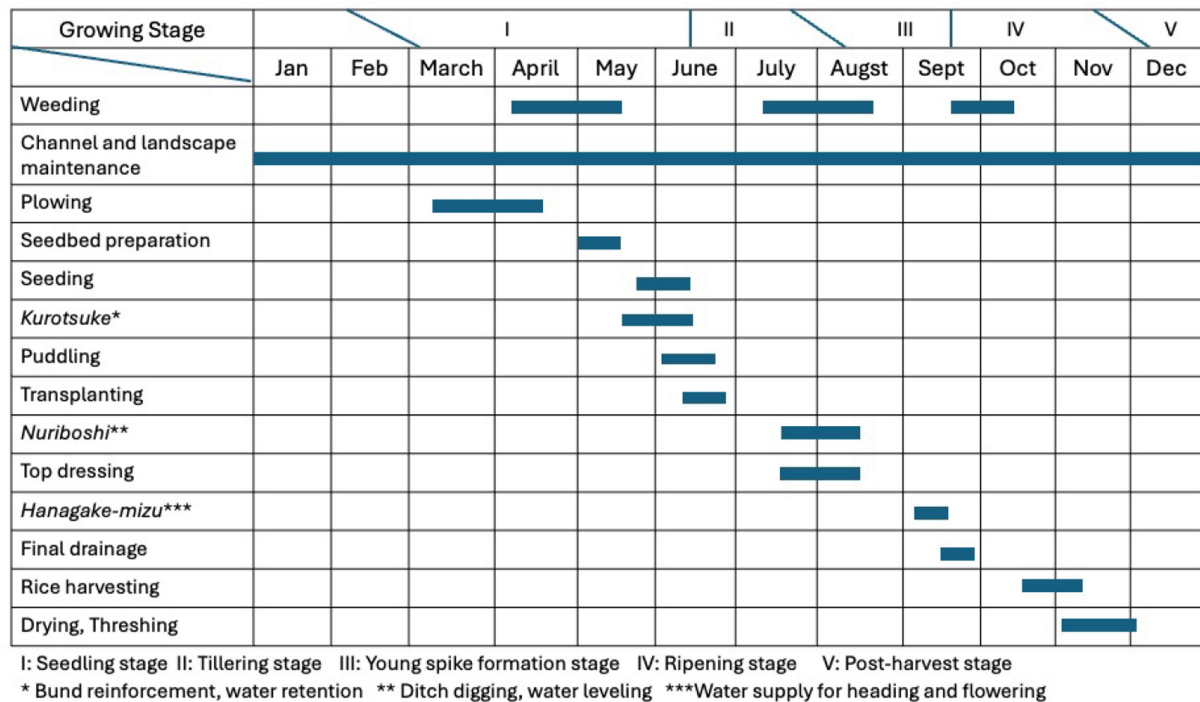 Growing Stage I II III IV V
Jan Feb March April May June July Augst Sept Oct Nov Dec
Weeding
Channel and landscape
maintenance
Plowing
Seedbed preparation
Seeding
Kurotsuke*
Puddling
Transplanting
Nuriboshi**
Top dressing
Hanagake-mizu***
Final drainage
Rice harvesting
Drying, Threshing
I: Seedling stage II: Tillering stage III: Young spike formation stage IV: Ripening stage V: Post-harvest stage
* Bund reinforcement, water retention ** Ditch digging, water leveling ***Water supply for heading and flowering